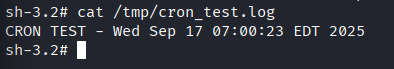 sh-3.2# cat /tmp/cron_test.log
CRON TEST - Wed Sep 17 07:00:23 EDT 2025
sh-3.2#